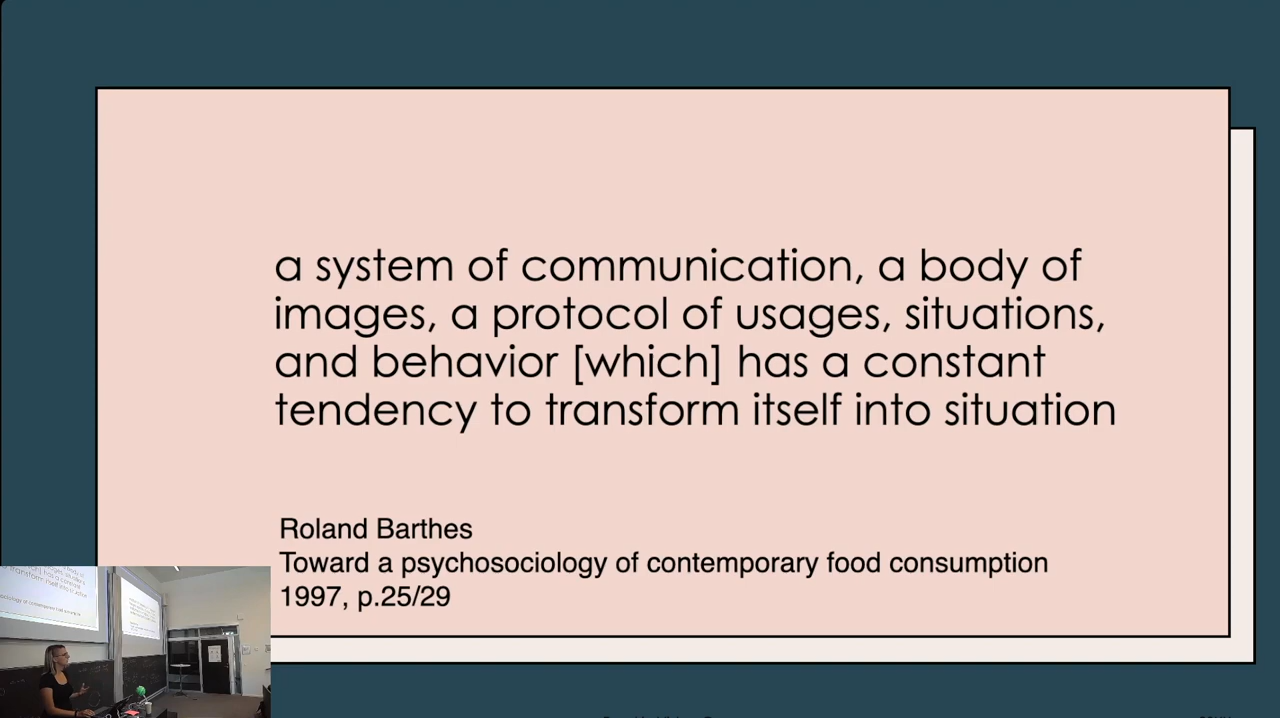 a system of communication, a body of
images, a protocol of usages, situations,
and behavior [which] has a constant
tendency to transform itself into situation
Roland Barthes
Toward a psychosociology of contemporary food consumption
1997, p.25/29